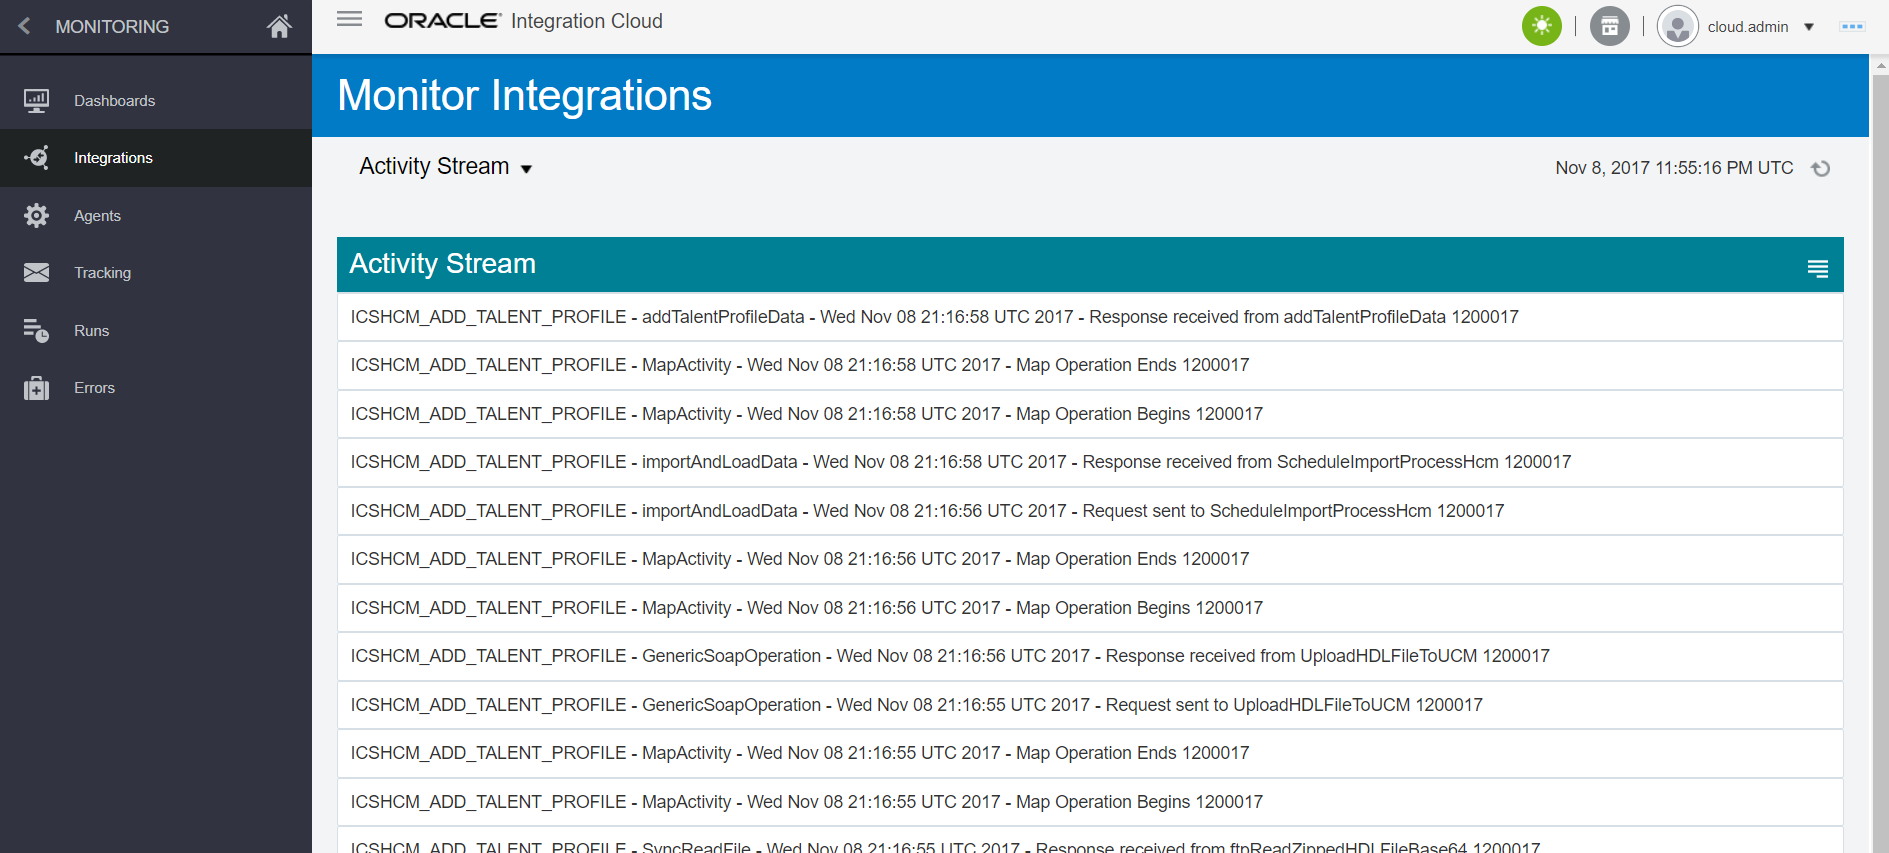 MONITORING
Dashboards
Integrations
Agents
Tracking
Runs
Errors
ORACLE® Integration Cloud
cloud.admin
Monitor Integrations
Activity Stream
Nov 8, 2017 11:55:16 PM UTC
Activity Stream
ICSHCM_ADD_TALENT_PROFILE - addTalentProfileData - Wed Nov 08 21:16:58 UTC 2017 - Response received from addTalentProfileData 1200017
ICSHCM_ADD_TALENT_PROFILE - MapActivity - Wed Nov 08 21:16:58 UTC 2017 - Map Operation Ends 1200017
ICSHCM_ADD_TALENT_PROFILE - MapActivity - Wed Nov 08 21:16:58 UTC 2017 - Map Operation Begins 1200017
ICSHCM_ADD_TALENT_PROFILE - importAndLoadData - Wed Nov 08 21:16:58 UTC 2017 - Response received from ScheduleImportProcessHcm 1200017
ICSHCM_ADD_TALENT_PROFILE - importAndLoadData - Wed Nov 08 21:16:56 UTC 2017 - Request sent to ScheduleImportProcessHcm 1200017
ICSHCM_ADD_TALENT_PROFILE - MapActivity - Wed Nov 08 21:16:56 UTC 2017 - Map Operation Ends 1200017
ICSHCM_ADD_TALENT_PROFILE - MapActivity - Wed Nov 08 21:16:56 UTC 2017 - Map Operation Begins 1200017
ICSHCM_ADD_TALENT_PROFILE - GenericSoapOperation - Wed Nov 08 21:16:56 UTC 2017 - Response received from UploadHDLFileToUCM 1200017
ICSHCM_ADD_TALENT_PROFILE - GenericSoapOperation - Wed Nov 08 21:16:55 UTC 2017 - Request sent to UploadHDLFileToUCM 1200017
ICSHCM_ADD_TALENT_PROFILE - MapActivity - Wed Nov 08 21:16:55 UTC 2017 - Map Operation Ends 1200017
ICSHCM_ADD_TALENT_PROFILE - MapActivity - Wed Nov 08 21:16:55 UTC 2017 - Map Operation Begins 1200017
ICSHCM_ADD_TALENT_PROFILE - SyncReadFile - Wed Nov 08 21:16:55 UTC 2017 - Response received from ftpReadZippedHDLFileBase64 1200017